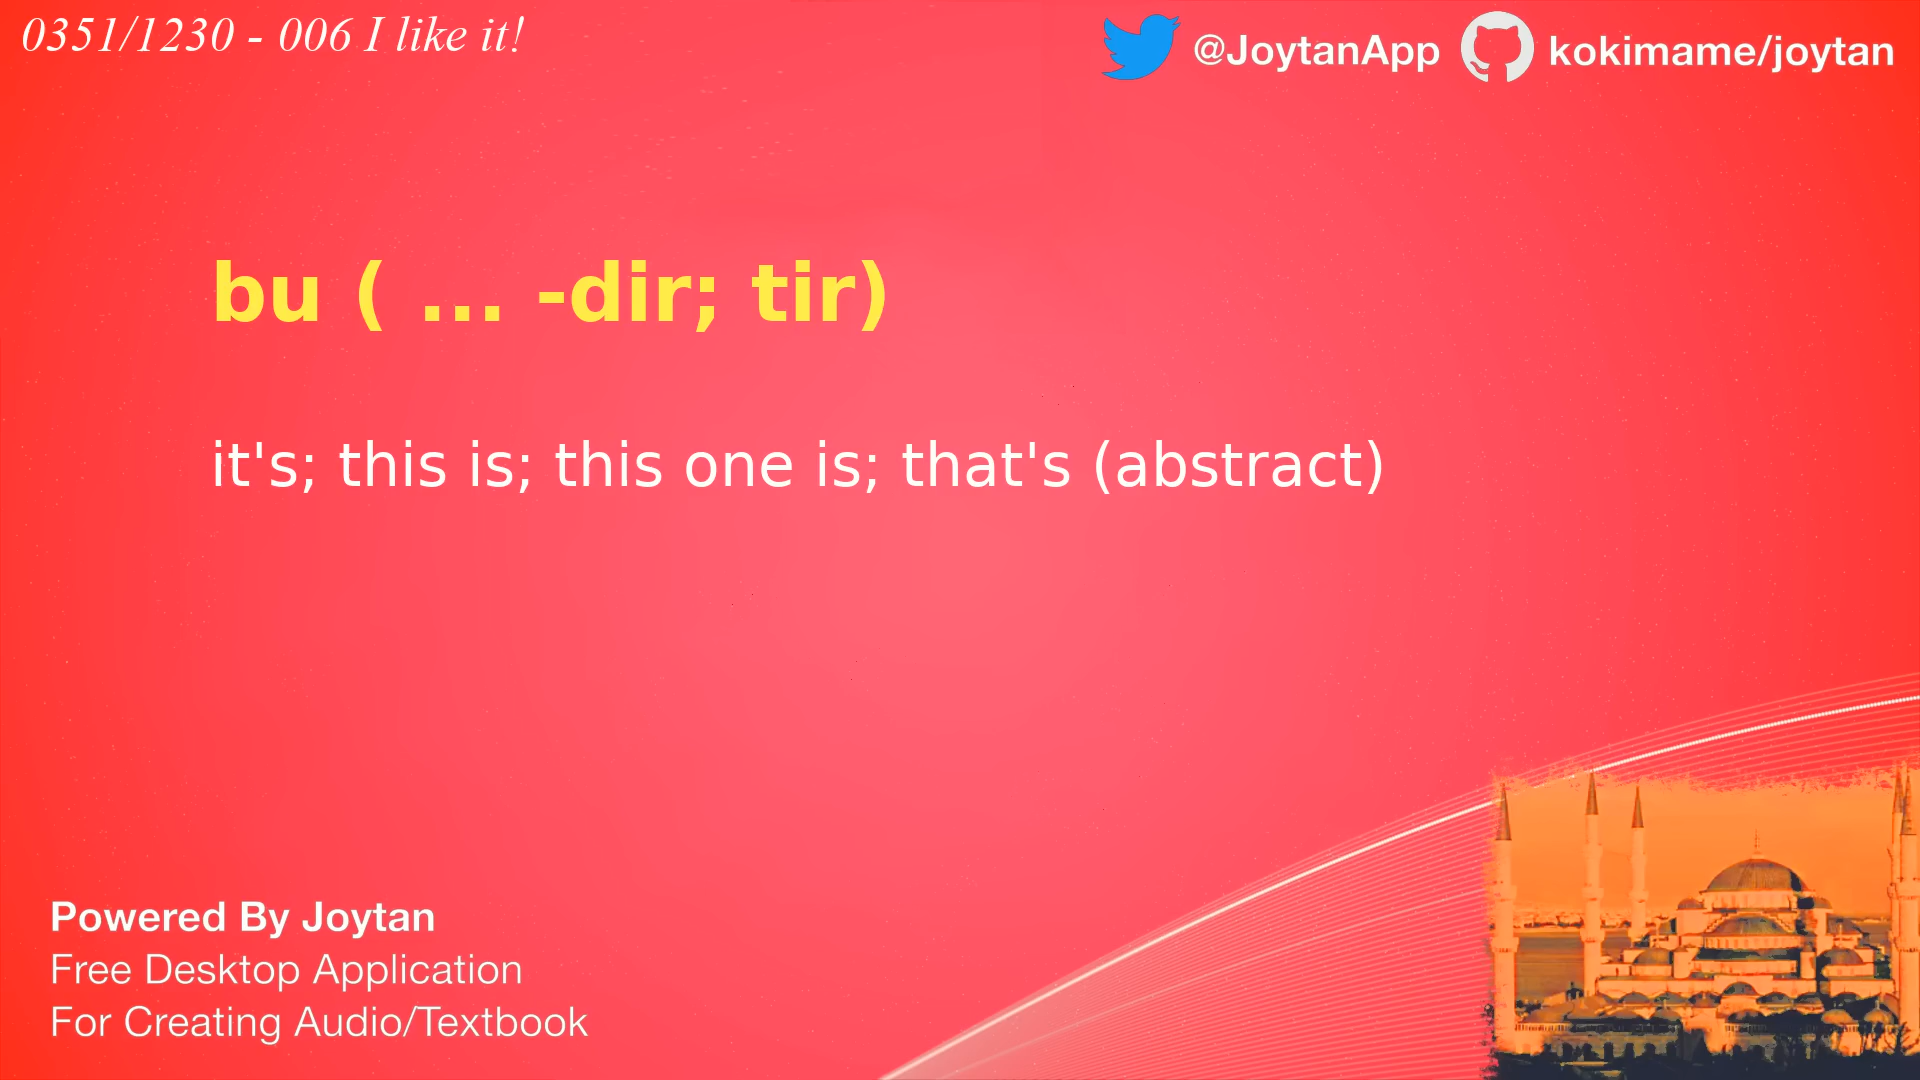 0351/1230 - 006 I like it!
@JoytanApp kokimame/joytan
bu ( ... -dir; tir)
it's; this is; this one is; that's (abstract)
Powered By Joytan
Free Desktop Application
For Creating Audio/Textbook